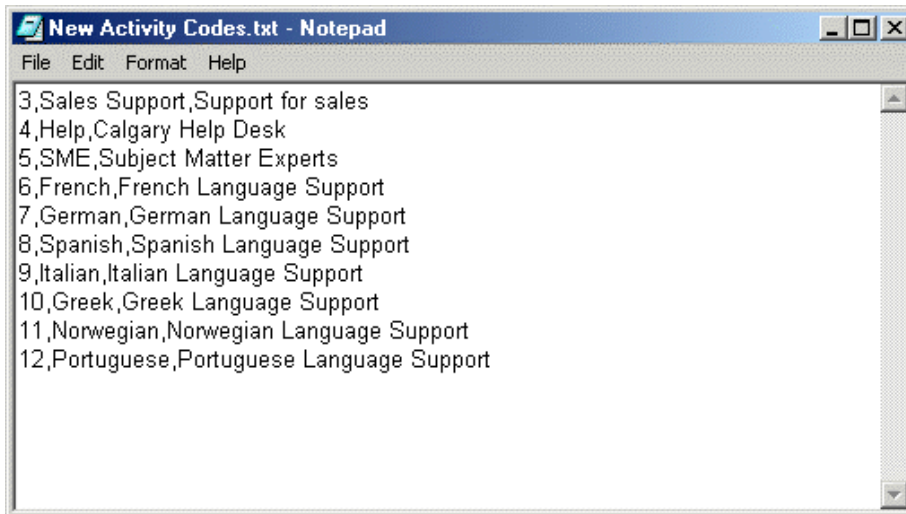 New Activity Codes.txt - Notepad
File Edit Format Help
3,Sales Support,Support for sales
4,Help,Calgary Help Desk
5,SME,Subject Matter Experts
6,French,French Language Support
7,German,German Language Support
8,Spanish,Spanish Language Support
9,Italian,Italian Language Support
10,Greek,Greek Language Support
11,Norwegian,Norwegian Language Support
12,Portuguese,Portuguese Language Support